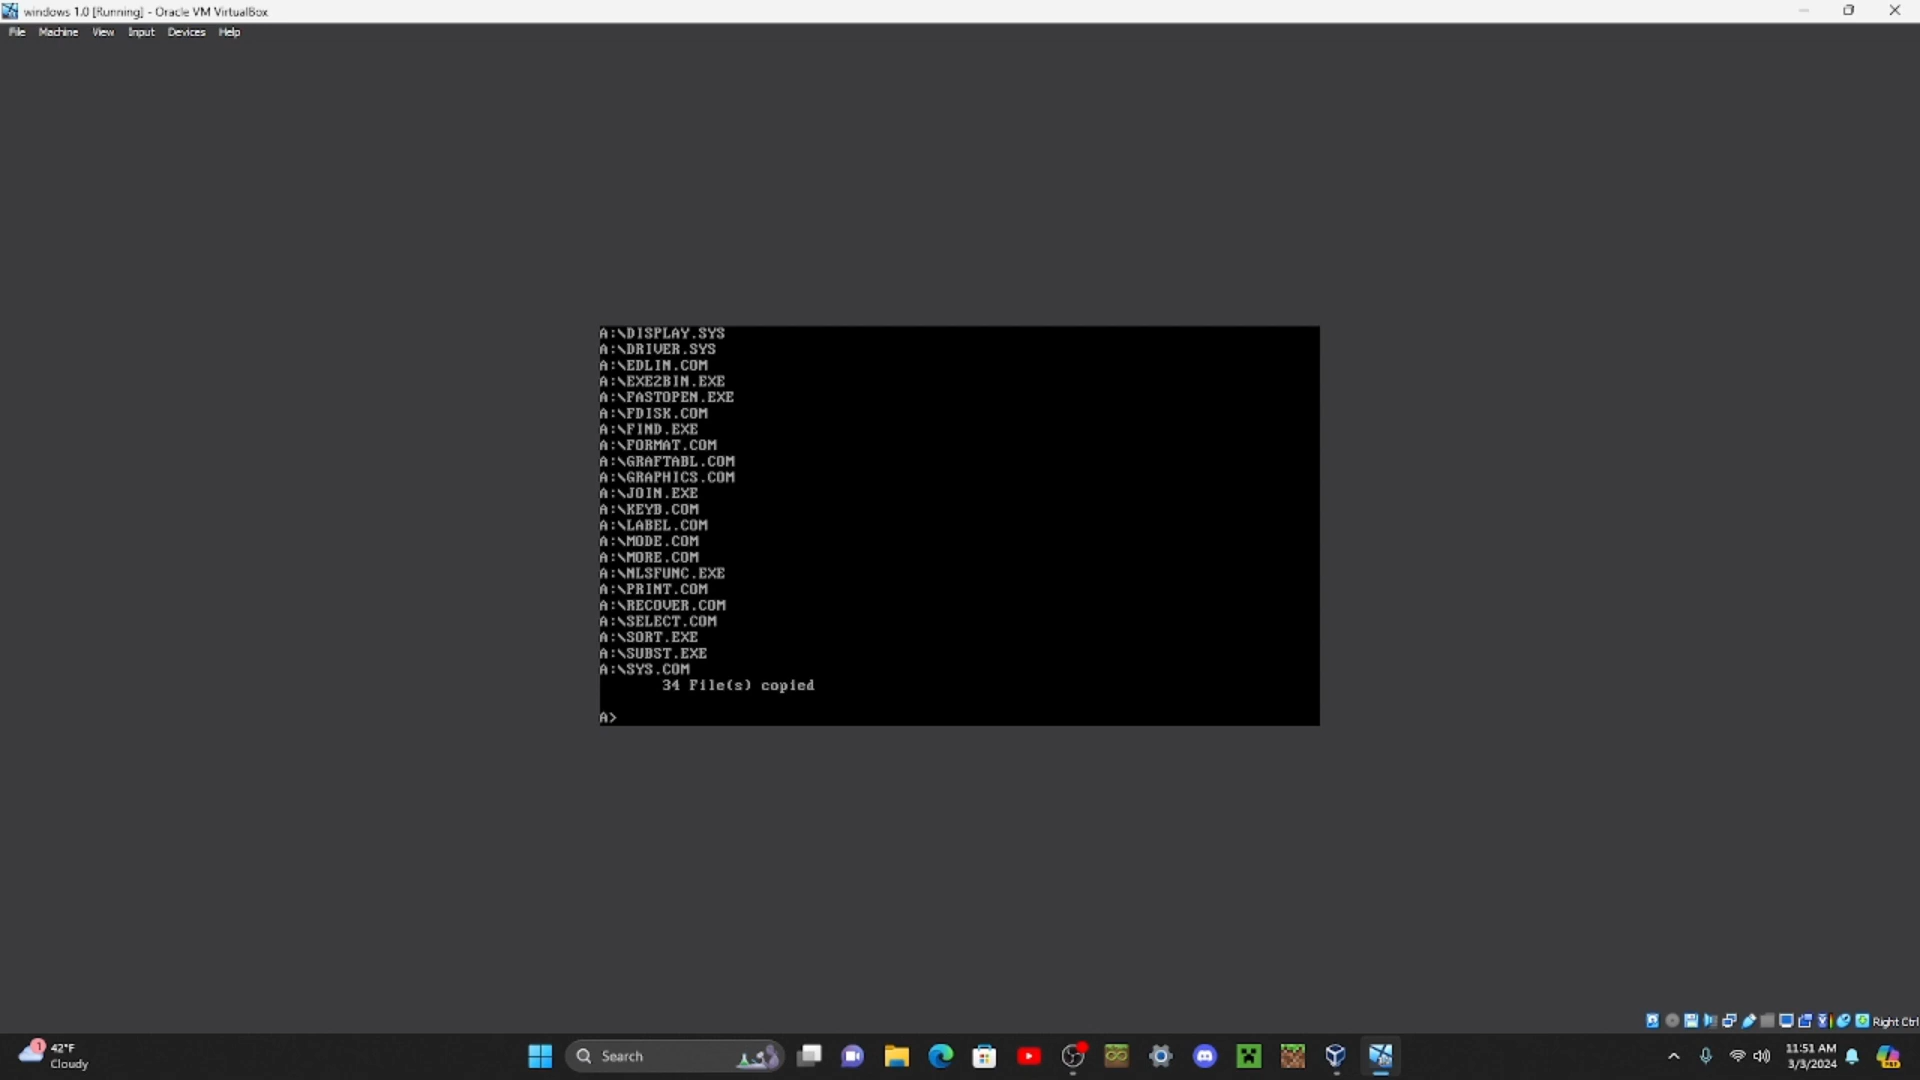 windows 1.0 [Running] - Oracle VM VirtualBox
File Machine View Input Devices Help
A:\DISPLAY.SYS
A:\DRIVER.SYS
A:\EDLIN.COM
A:\EXE2BIN.EXE
A:\FASTOPEN.EXE
A:\FDISK.COM
A:\FIND.EXE
A:\FORMAT.COM
A:\GRAFTABL.COM
A:\GRAPHICS.COM
A:\JOIN.EXE
A:\KEYB.COM
A:\LABEL.COM
A:\MODE.COM
A:\MORE.COM
A:\NLSFUNC.EXE
A:\PRINT.COM
A:\RECOVER.COM
A:\SELECT.COM
A:\SORT.EXE
A:\SUBST.EXE
A:\SYS.COM
34 File(s) copied
A>
Right Ctrl
1
42°F
Cloudy
Search
11:51 AM
3/3/2024